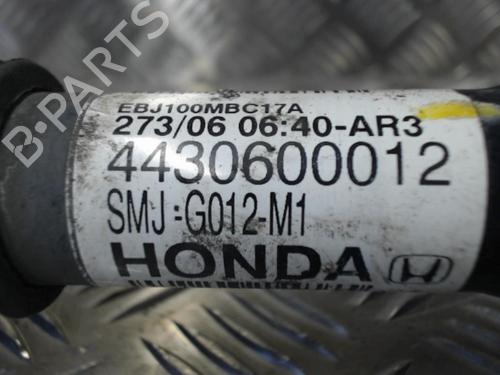 B-PARTS
EBJ100MBC17A
273/06 06:40-AR3
4430600012
SMJ-G012-M1
HONDA